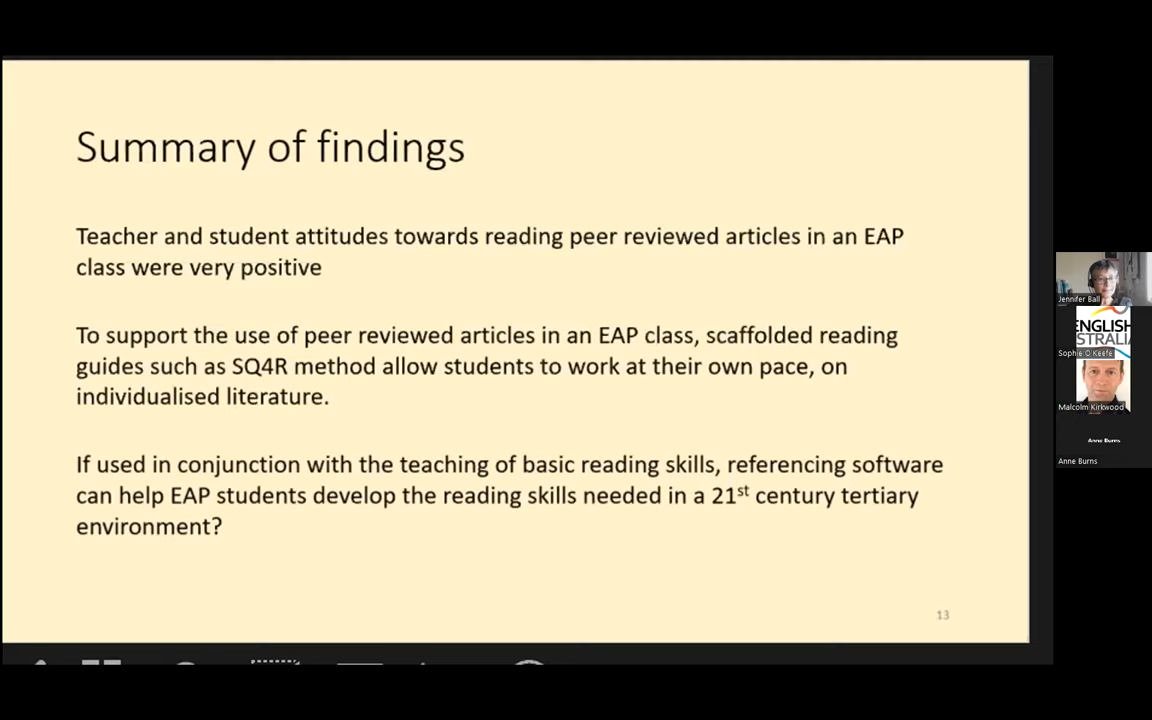 Summary of findings
Teacher and student attitudes towards reading peer reviewed articles in an EAP
class were very positive
To support the use of peer reviewed articles in an EAP class, scaffolded reading
guides such as SQ4R method allow students to work at their own pace, on
individualised literature.
If used in conjunction with the teaching of basic reading skills, referencing software
can help EAP students develop the reading skills needed in a 21st century tertiary
environment?
13
Jennifer Ball
ENGLISH
STRALIA
Sophie O Keefe
Malcolm Kirkwood
Anne Burns
Anne Burns